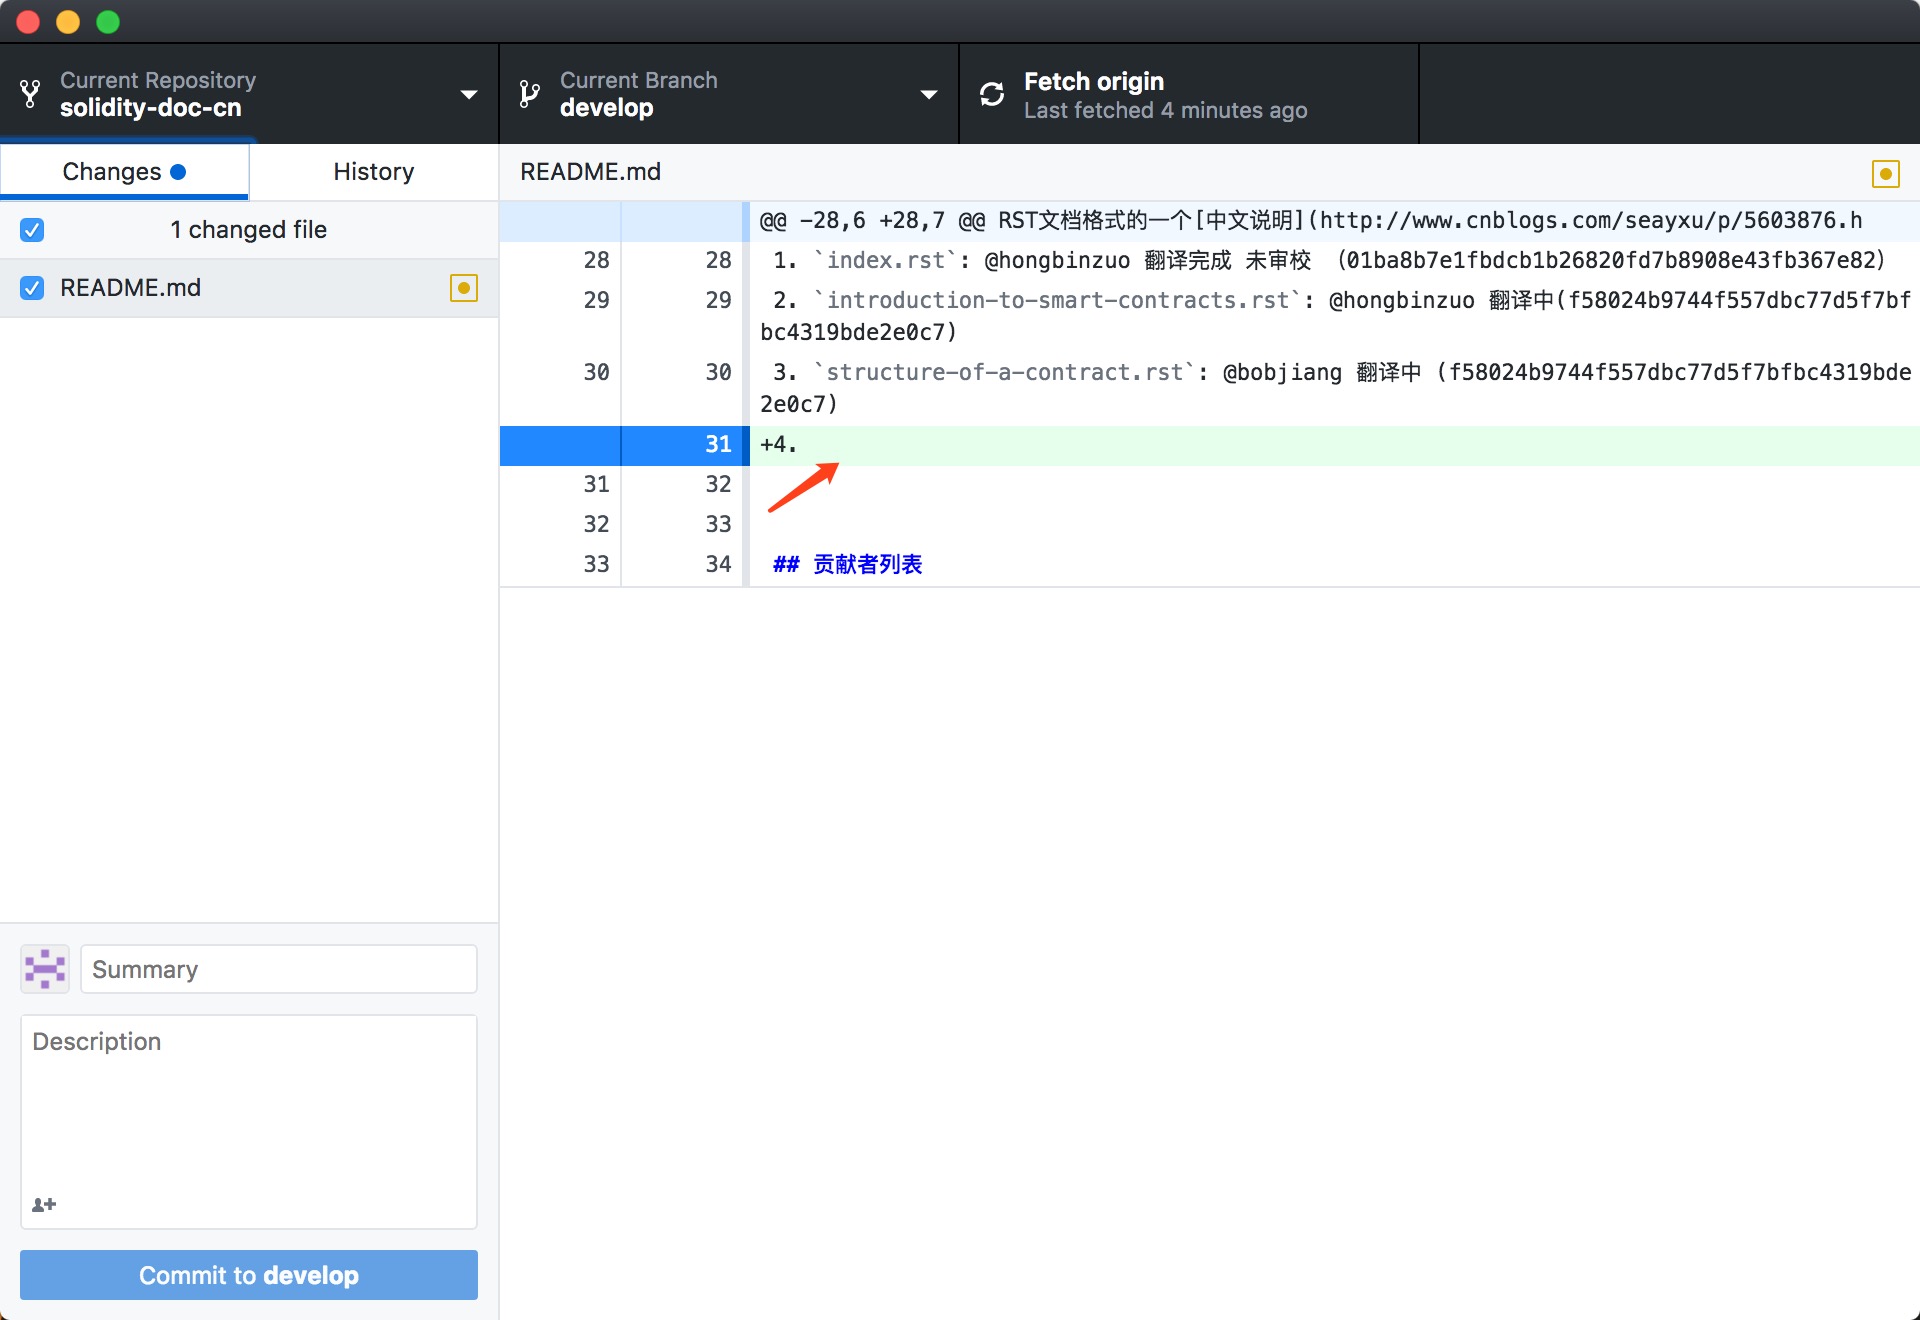 Current Repository
solidity-doc-cn
Current Branch
develop
Fetch origin
Last fetched 4 minutes ago
Changes
History
README.md
1 changed file
README.md
@@ -28,6 +28,7 @@ RST文档格式的一个[中文说明](http://www.cnblogs.com/seayxu/p/5603876.h
28 28 1. `index.rst`: @hongbinzuo 翻译完成 未审校 （01ba8b7e1fbdcb1b26820fd7b8908e43fb367e82）
29 29 2. `introduction-to-smart-contracts.rst`: @hongbinzuo 翻译中(f58024b9744f557dbc77d5f7bf
bc4319bde2e0c7)
30 30 3. `structure-of-a-contract.rst`: @bobjiang 翻译中 (f58024b9744f557dbc77d5f7bfbc4319bde
2e0c7)
31 +4.
31 32
32 33
33 34 ## 贡献者列表
Summary
Description
Commit to develop